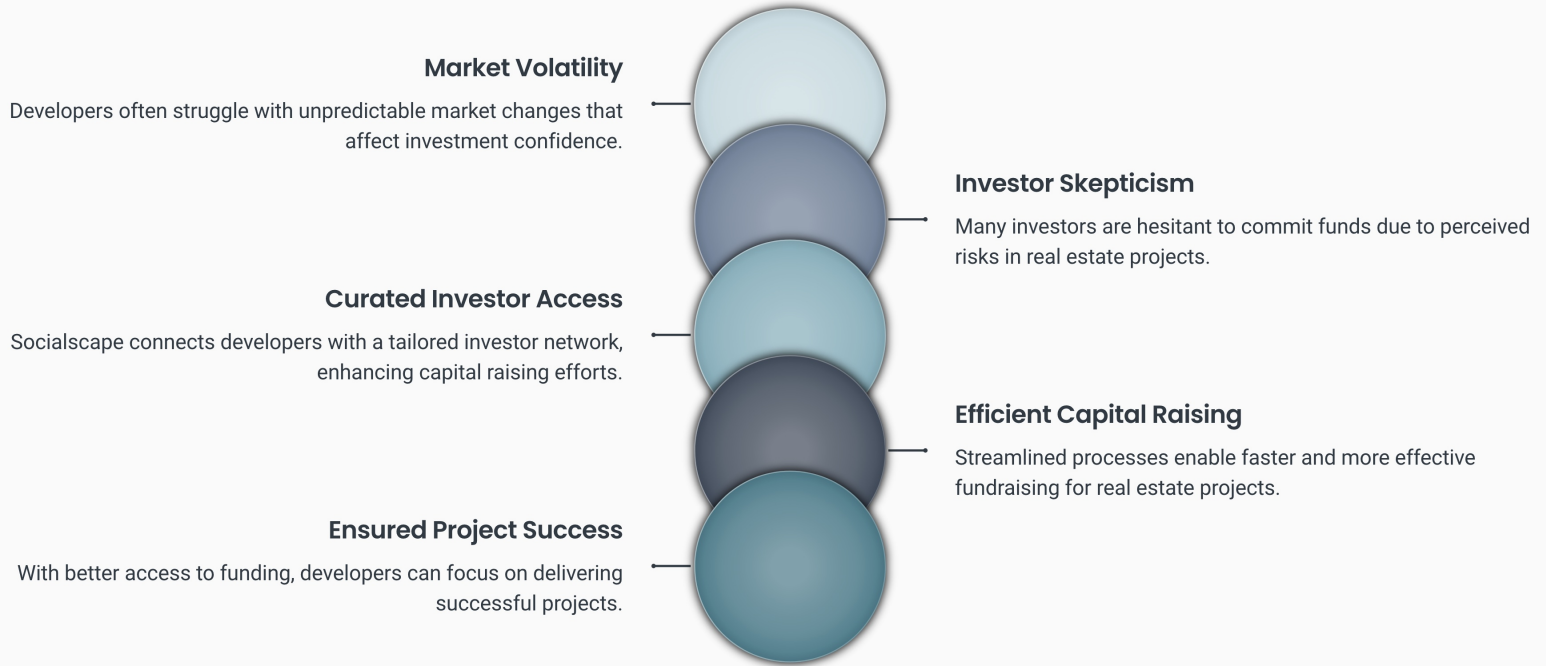 Market Volatility
Developers often struggle with unpredictable market changes that
affect investment confidence.
Investor Skepticism
Many investors are hesitant to commit funds due to perceived
risks in real estate projects.
Curated Investor Access
Socialscape connects developers with a tailored investor network,
enhancing capital raising efforts.
Efficient Capital Raising
Streamlined processes enable faster and more effective
fundraising for real estate projects.
Ensured Project Success
With better access to funding, developers can focus on delivering
successful projects.